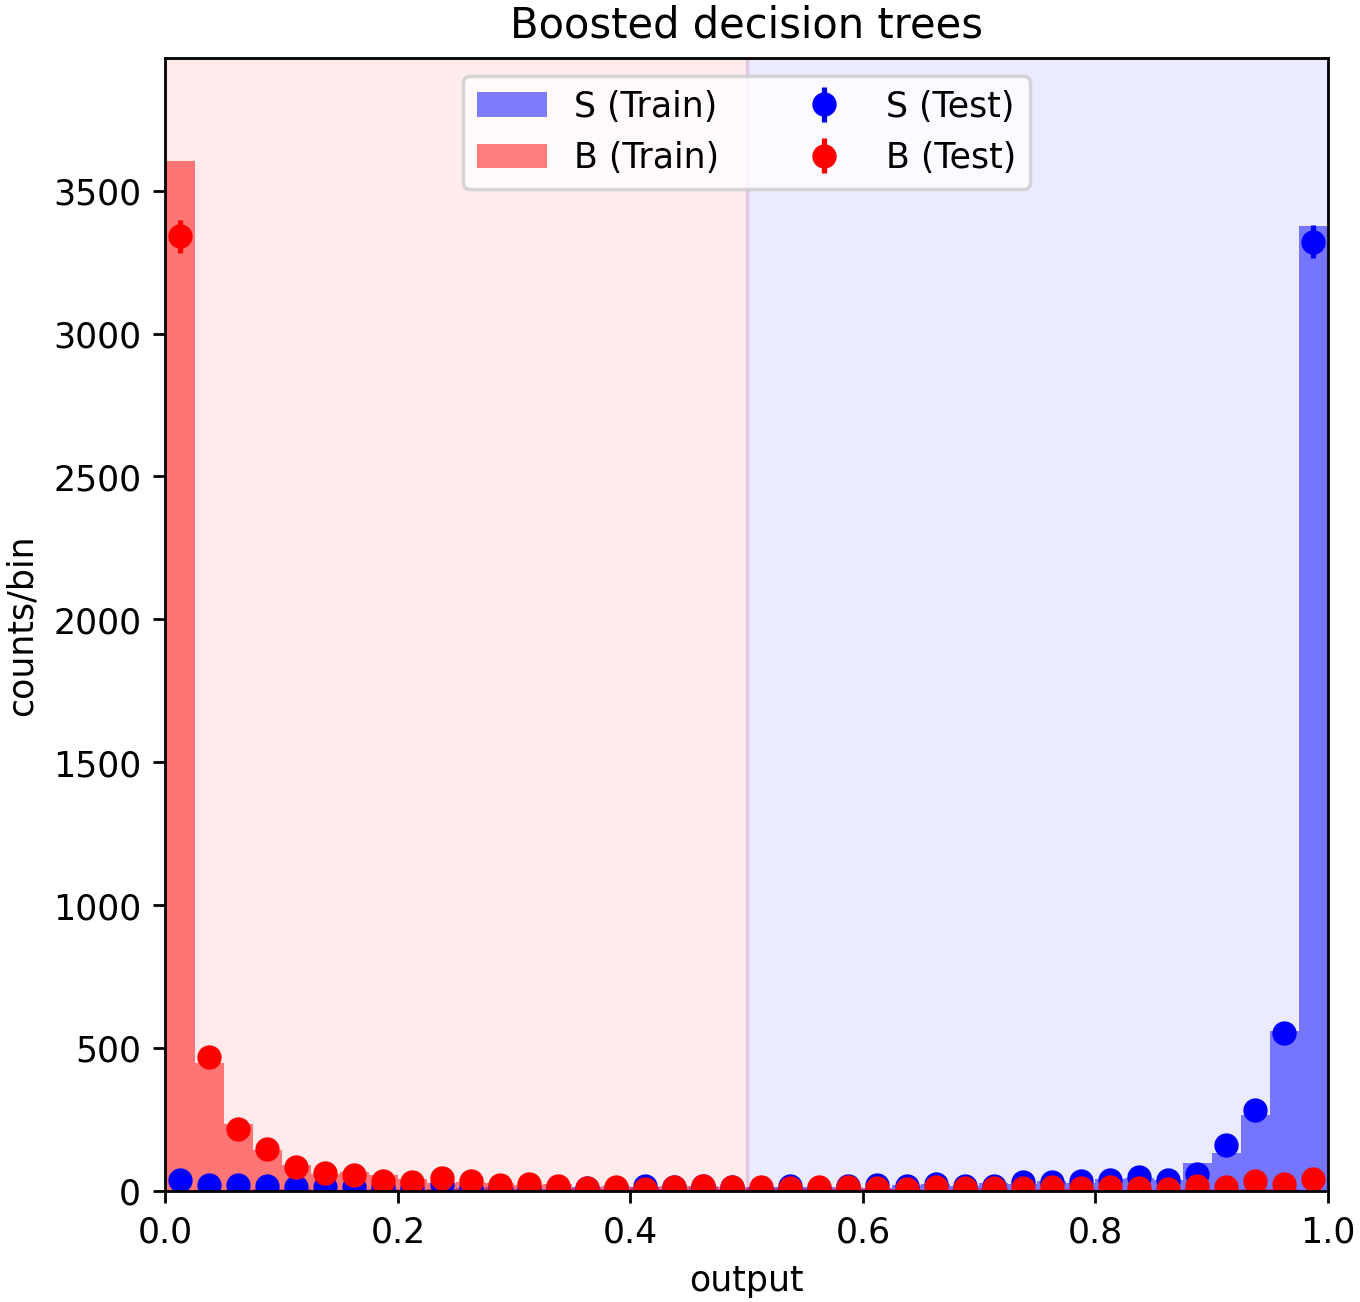 Boosted decision trees
S (Train)
S (Test)
B (Train)
B (Test)
3500
3000
2500
2000
1500
1000
500
0
counts/bin
0.0 0.2 0.4 0.6 0.8 1.0
output